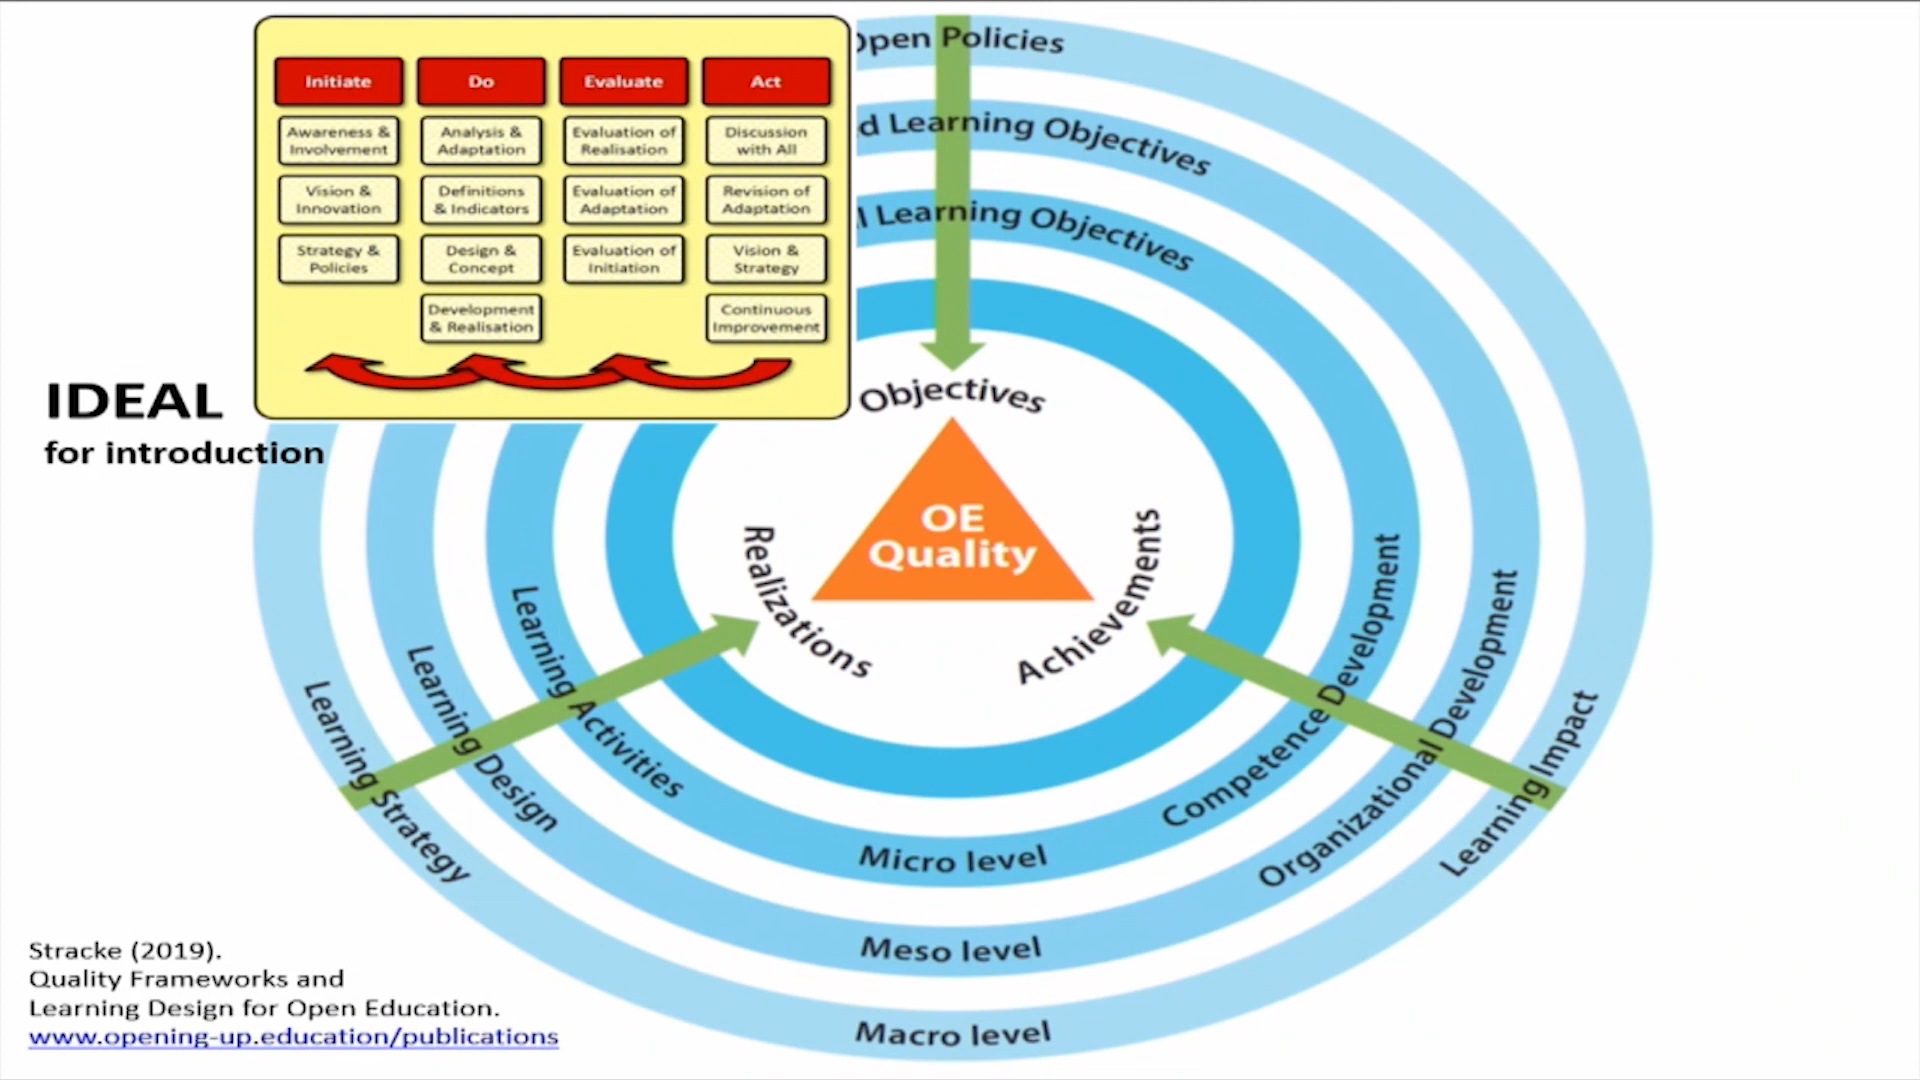 Initiate
Do
Evaluate
Act
Awareness &
Involvement
Analysis &
Adaptation
Evaluation of
Realisation
Discussion
with All
Vision &
Innovation
Definitions
& Indicators
Evaluation of
Adaptation
Revision of
Adaptation
Strategy &
Policies
Design &
Concept
Evaluation of
Initiation
Vision &
Strategy
Development
& Realisation
Continuous
Improvement
IDEAL
for introduction
Open Policies
d Learning Objectives
l Learning Objectives
Objectives
OE
Quality
Realizations
Achievements
Learning Activities
Learning Design
Learning Strategy
Competence Development
Organizational Development
Learning Impact
Micro level
Meso level
Macro level
Stracke (2019).
Quality Frameworks and
Learning Design for Open Education.
www.opening-up.education/publications